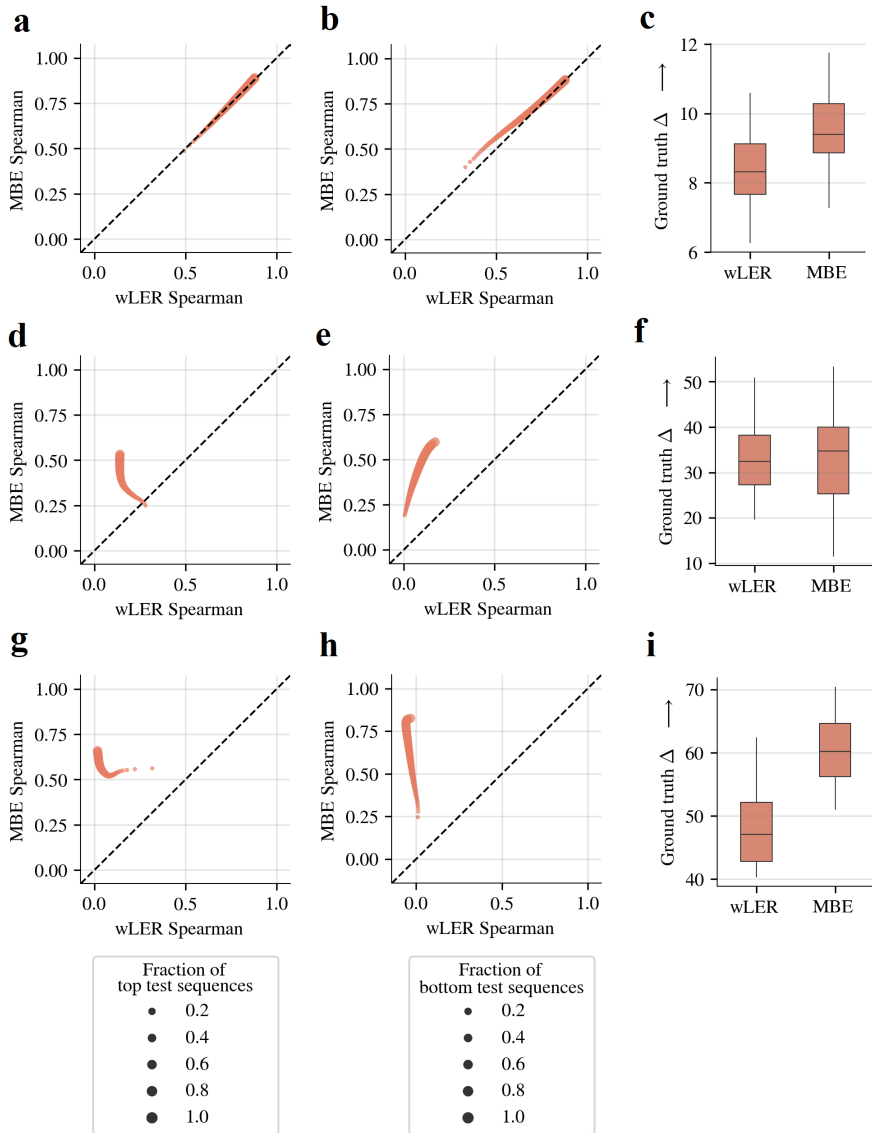 a
1.00
0.75
0.50
0.25
0.00
MBE Spearman
0.0 0.5 1.0
wLER Spearman
b
1.00
0.75
0.50
0.25
0.00
MBE Spearman
0.0 0.5 1.0
wLER Spearman
c
12
10
8
6
Ground truth Δ ⟶
wLER MBE
d
1.00
0.75
0.50
0.25
0.00
MBE Spearman
0.0 0.5 1.0
wLER Spearman
e
1.00
0.75
0.50
0.25
0.00
MBE Spearman
0.0 0.5 1.0
wLER Spearman
f
50
40
30
20
10
Ground truth Δ ⟶
wLER MBE
g
1.00
0.75
0.50
0.25
0.00
MBE Spearman
0.0 0.5 1.0
wLER Spearman
h
1.00
0.75
0.50
0.25
0.00
MBE Spearman
0.0 0.5 1.0
wLER Spearman
i
70
60
50
40
Ground truth Δ ⟶
wLER MBE
Fraction of
top test sequences
0.2
0.4
0.6
0.8
1.0
Fraction of
bottom test sequences
0.2
0.4
0.6
0.8
1.0